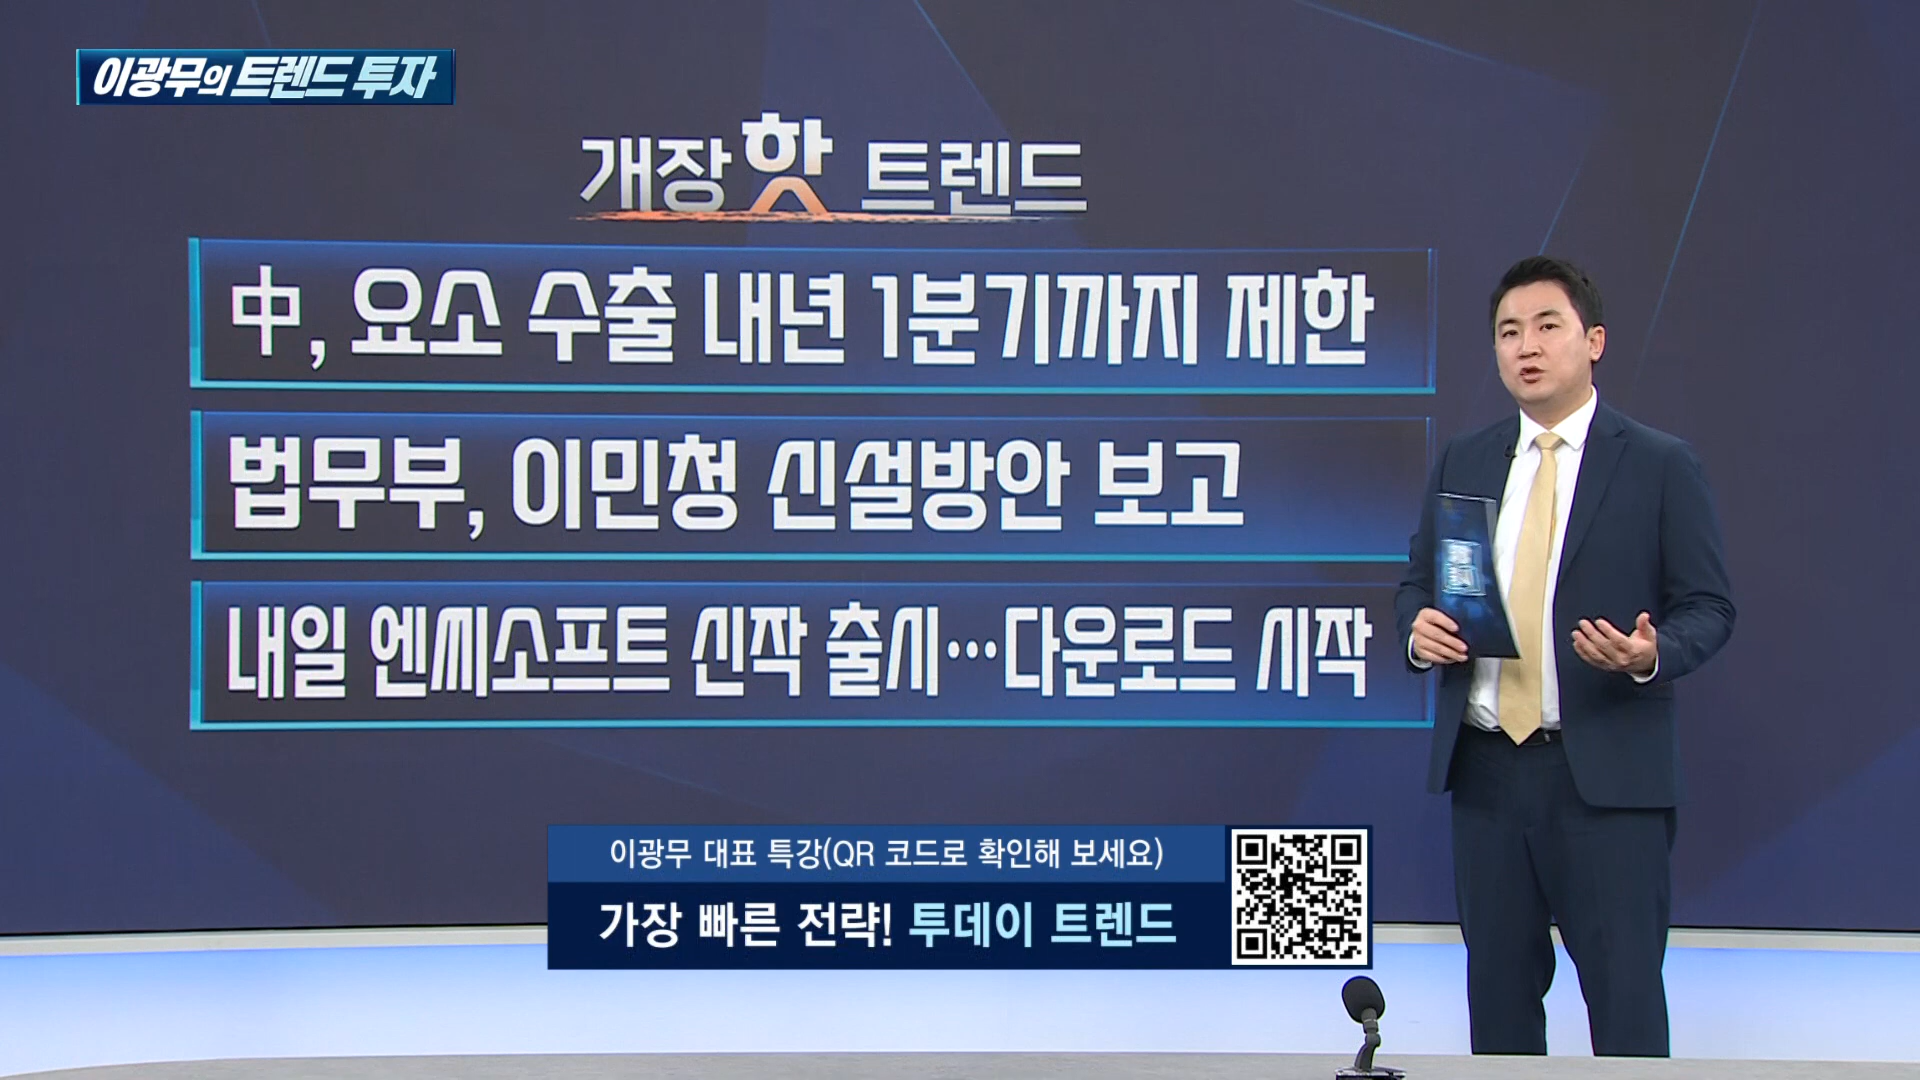 이광무의 트렌드 투자
개장 핫 트렌드
中, 요소 수출 내년 1분기까지 제한
법무부, 이민청 신설방안 보고
내일 엔씨소프트 신작 출시…다운로드 시작
이광무 대표 특강(QR 코드로 확인해 보세요)
가장 빠른 전략! 투데이 트렌드